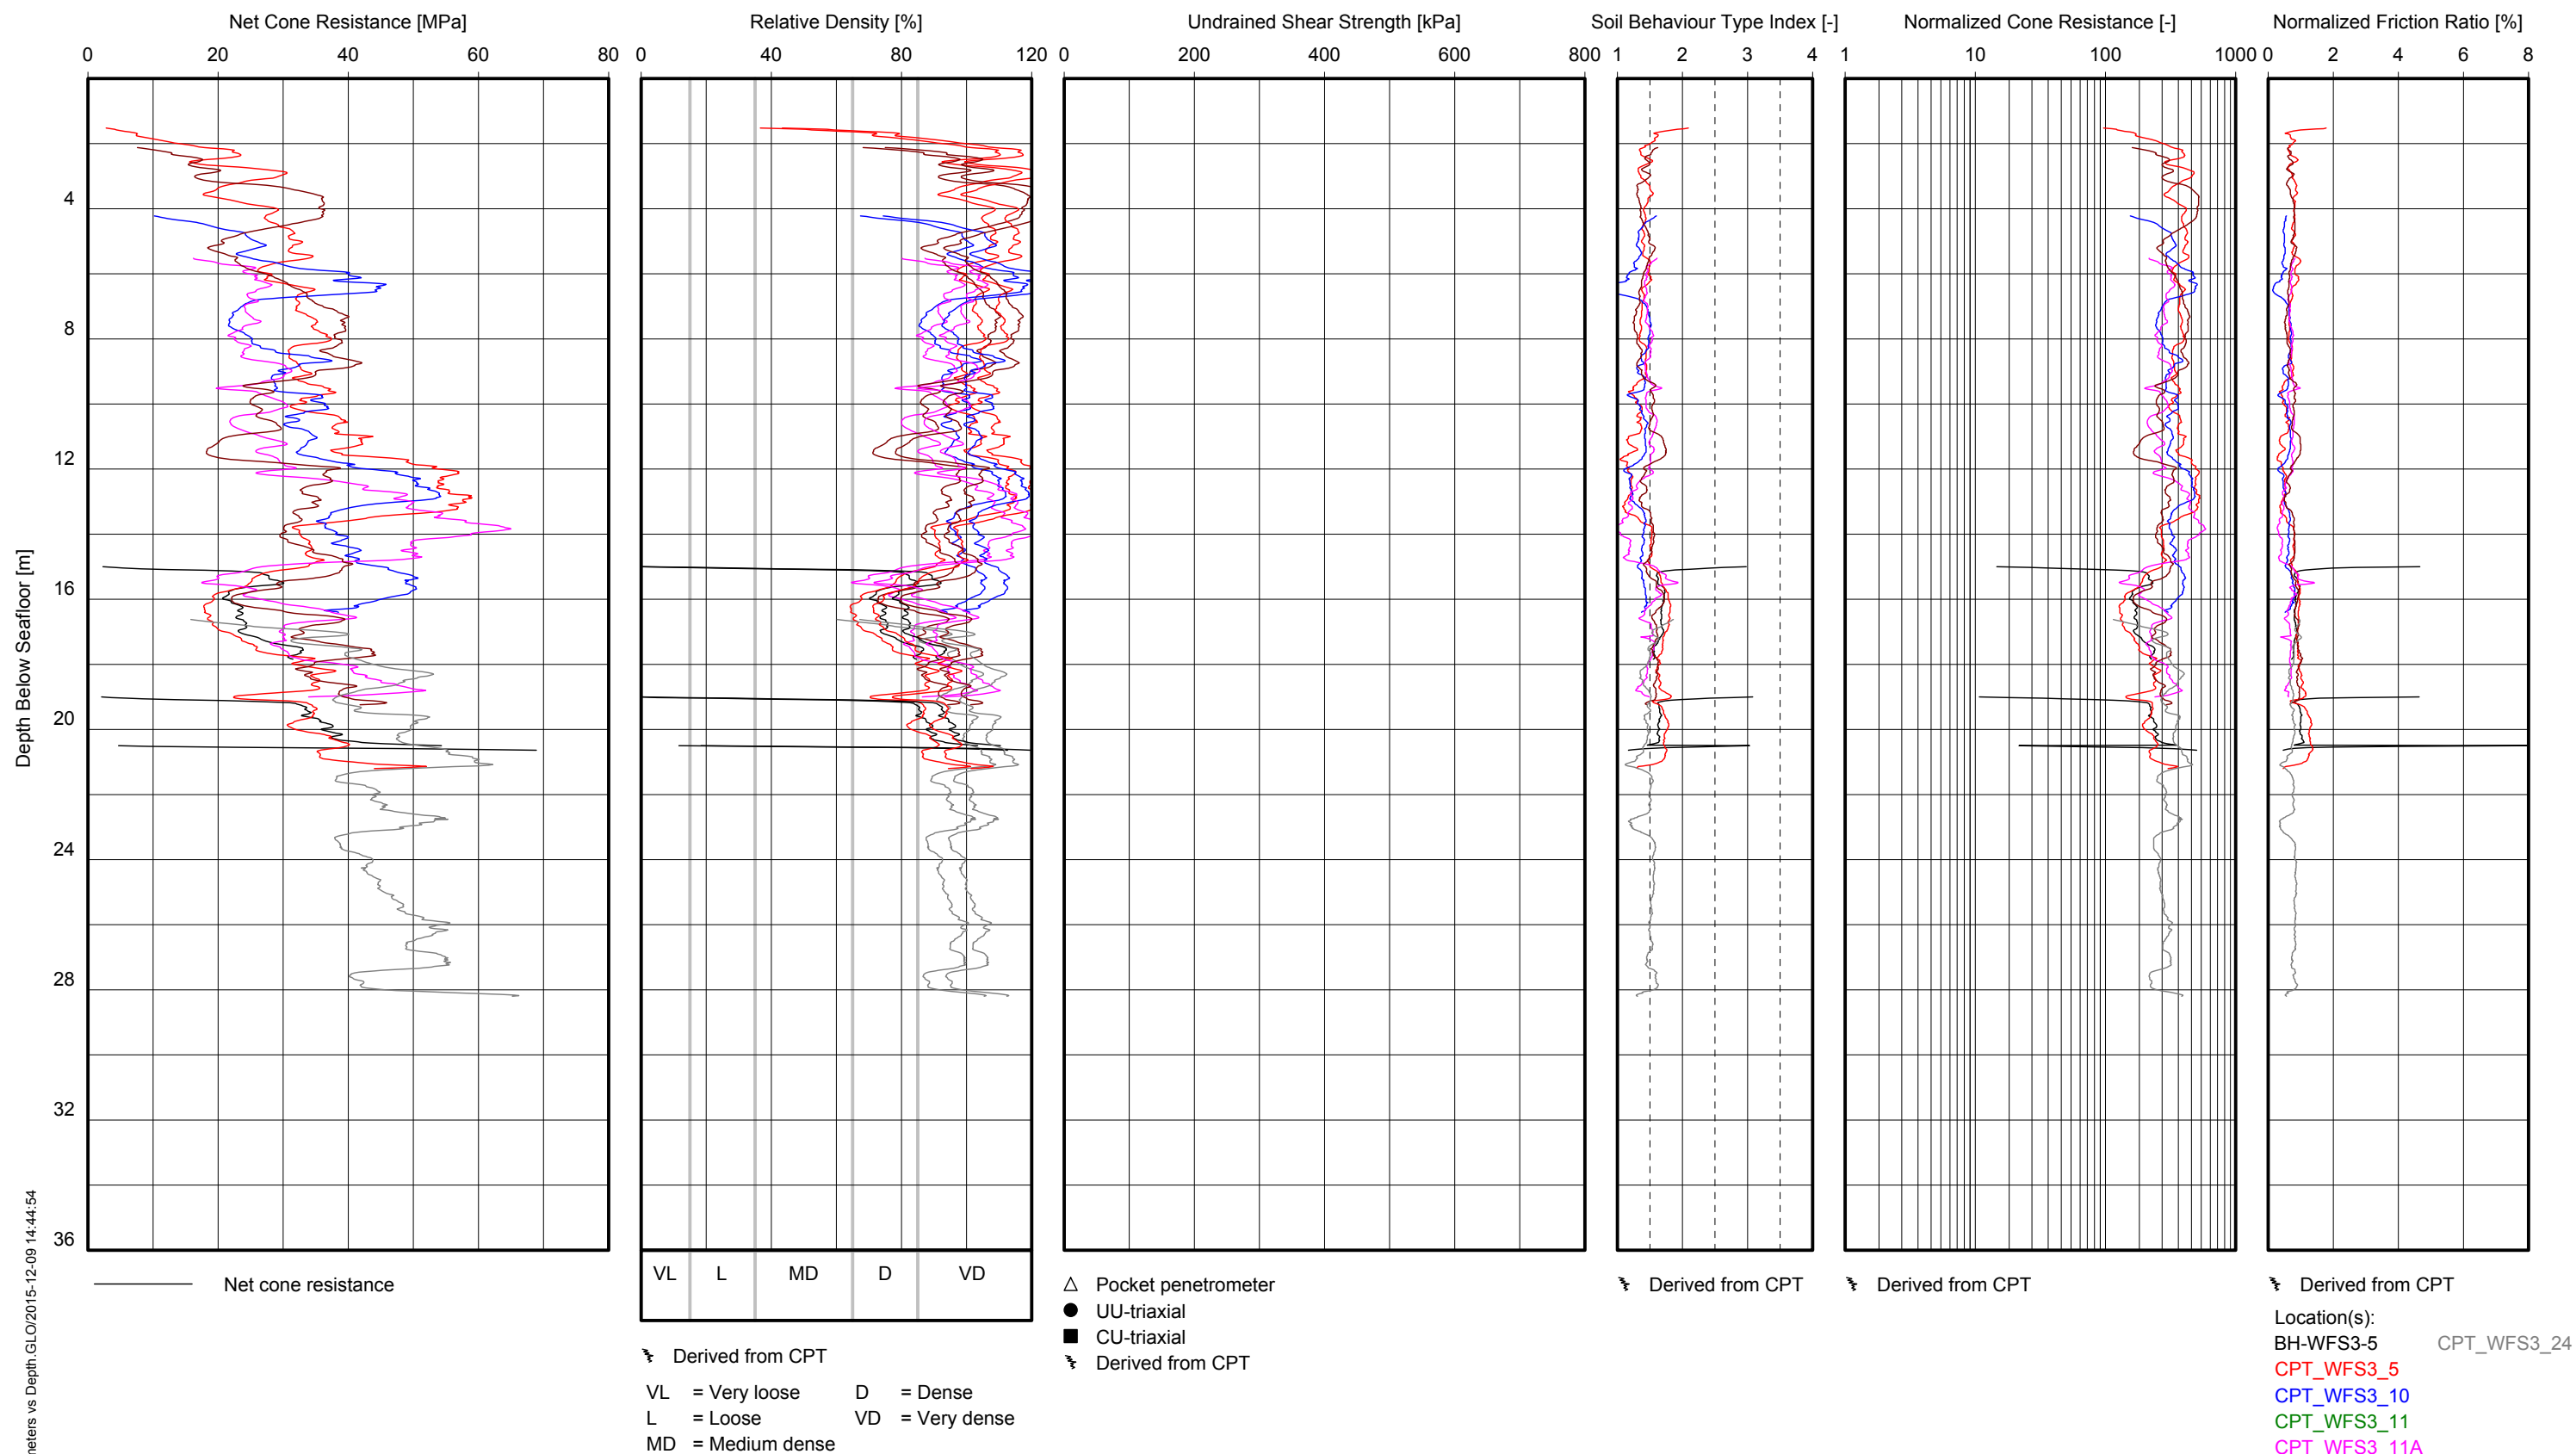 Net Cone Resistance [MPa]
Relative Density [%]
Undrained Shear Strength [kPa]
Soil Behaviour Type Index [-]
Normalized Cone Resistance [-]
Normalized Friction Ratio [%]
0 20 40 60 80
0 40 80 120
0 200 400 600 800
1 2 3 4
1 10 100 1000
0 2 4 6 8
4
8
12
16
20
24
28
32
36
Depth Below Seafloor [m]
meters vs Depth.GLO/2015-12-09 14:44:54
Net cone resistance
VL L MD D VD
Derived from CPT
VL = Very loose D = Dense
L = Loose VD = Very dense
MD = Medium dense
Pocket penetrometer
UU-triaxial
CU-triaxial
Derived from CPT
Derived from CPT
Derived from CPT
Derived from CPT
Location(s):
BH-WFS3-5 CPT_WFS3_24
CPT_WFS3_5
CPT_WFS3_10
CPT_WFS3_11
CPT_WFS3_11A